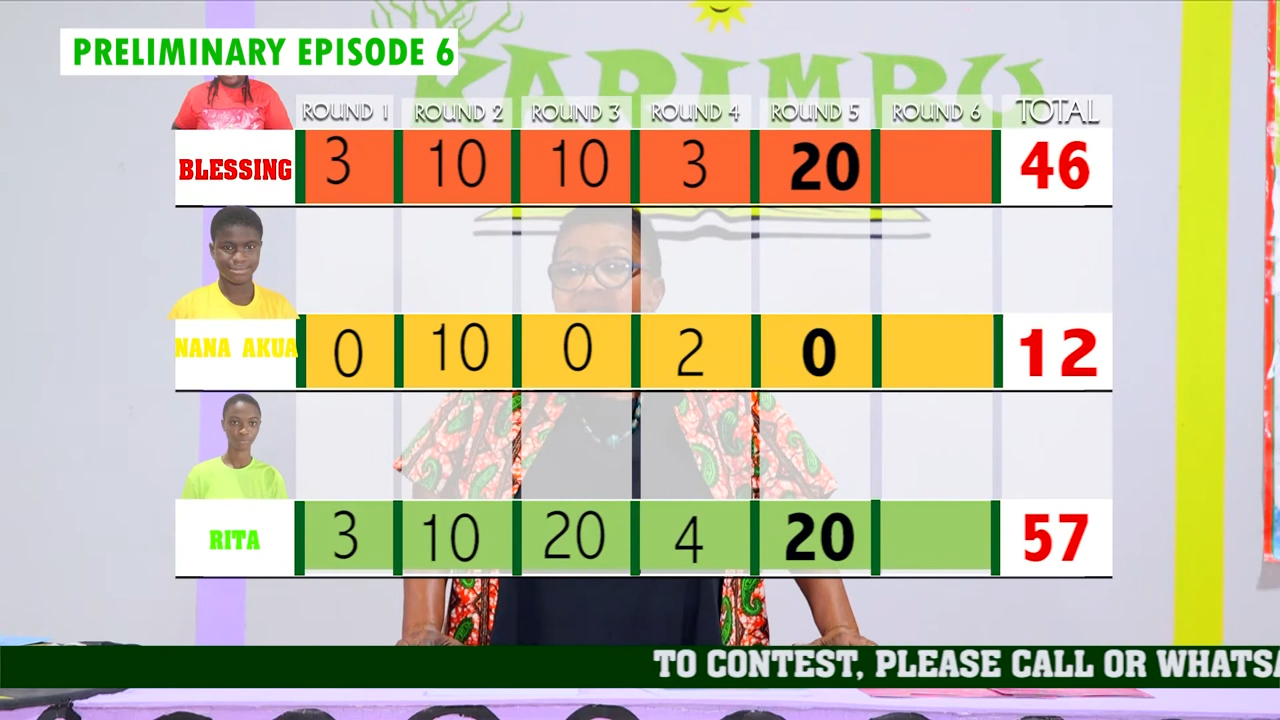 PRELIMINARY EPISODE 6
KARIMPU
ROUND 1 ROUND 2 ROUND 3 ROUND 4 ROUND 5 ROUND 6 TOTAL
BLESSING 3 10 10 3 20 46
NANA AKUA 0 10 0 2 0 12
RITA 3 10 20 4 20 57
TO CONTEST, PLEASE CALL OR WHATSA